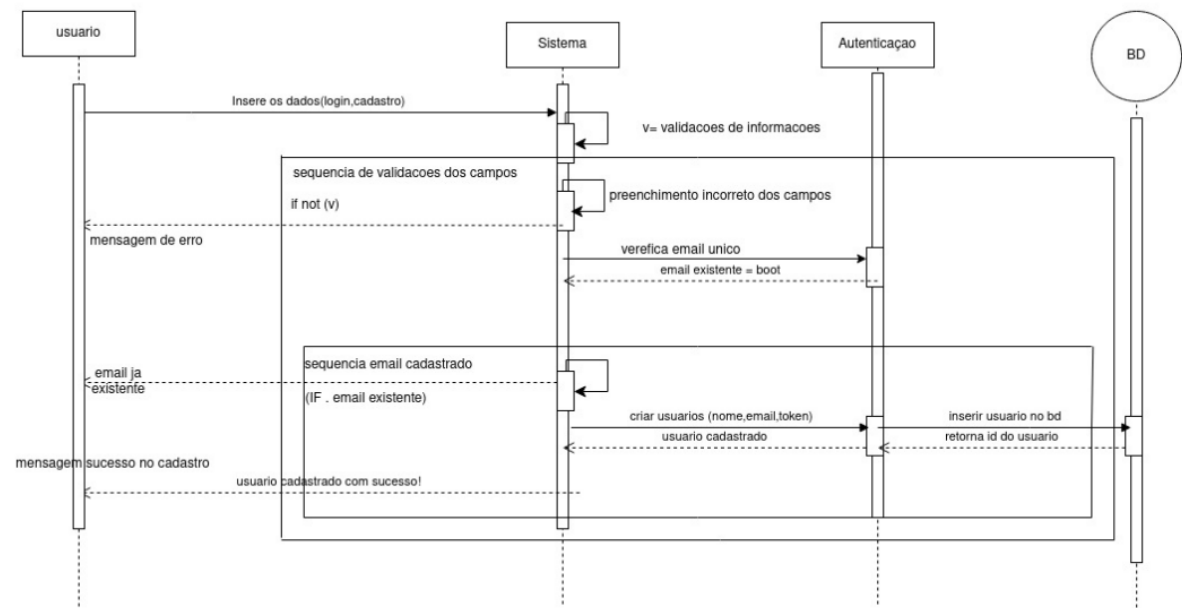 usuario
Sistema
Autenticaçao
BD
Insere os dados(login,cadastro)
v= validacoes de informacoes
sequencia de validacoes dos campos
preenchimento incorreto dos campos
if not (v)
mensagem de erro
verefica email unico
email existente = boot
sequencia email cadastrado
email ja
existente
(IF . email existente)
criar usuarios (nome,email,token)
inserir usuario no bd
usuario cadastrado
retorna id do usuario
mensagem sucesso no cadastro
usuario cadastrado com sucesso!